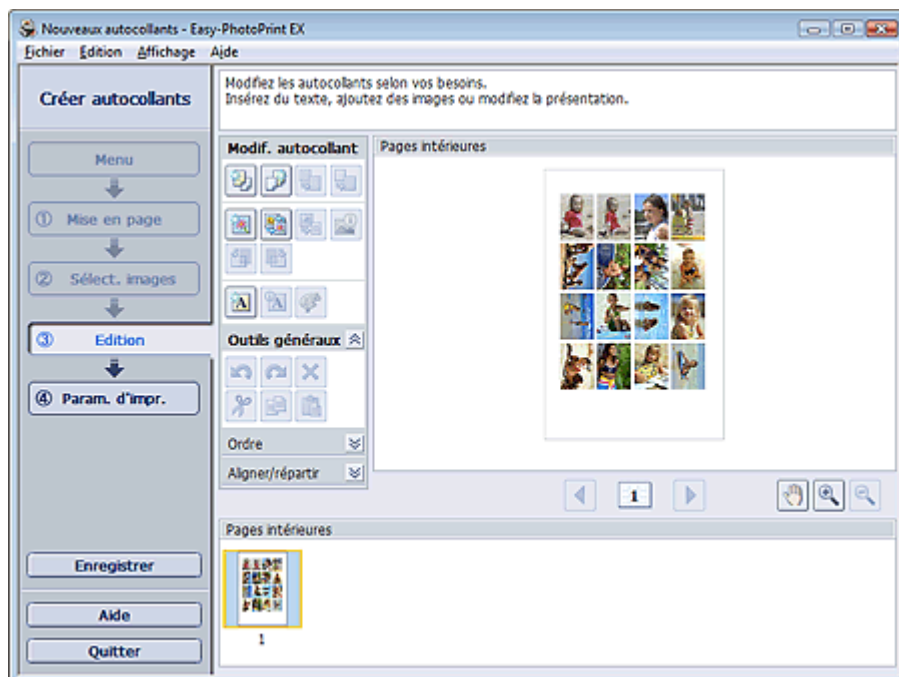 Nouveaux autocollants - Easy-PhotoPrint EX
Fichier Edition Affichage Aide
Créer autocollants
Modifiez les autocollants selon vos besoins.
Insérez du texte, ajoutez des images ou modifiez la présentation.
Menu
① Mise en page
② Sélect. images
③ Edition
④ Param. d'impr.
Enregistrer
Aide
Quitter
Modif. autocollant
Outils généraux
Ordre
Aligner/répartir
Pages intérieures
1
Pages intérieures
1